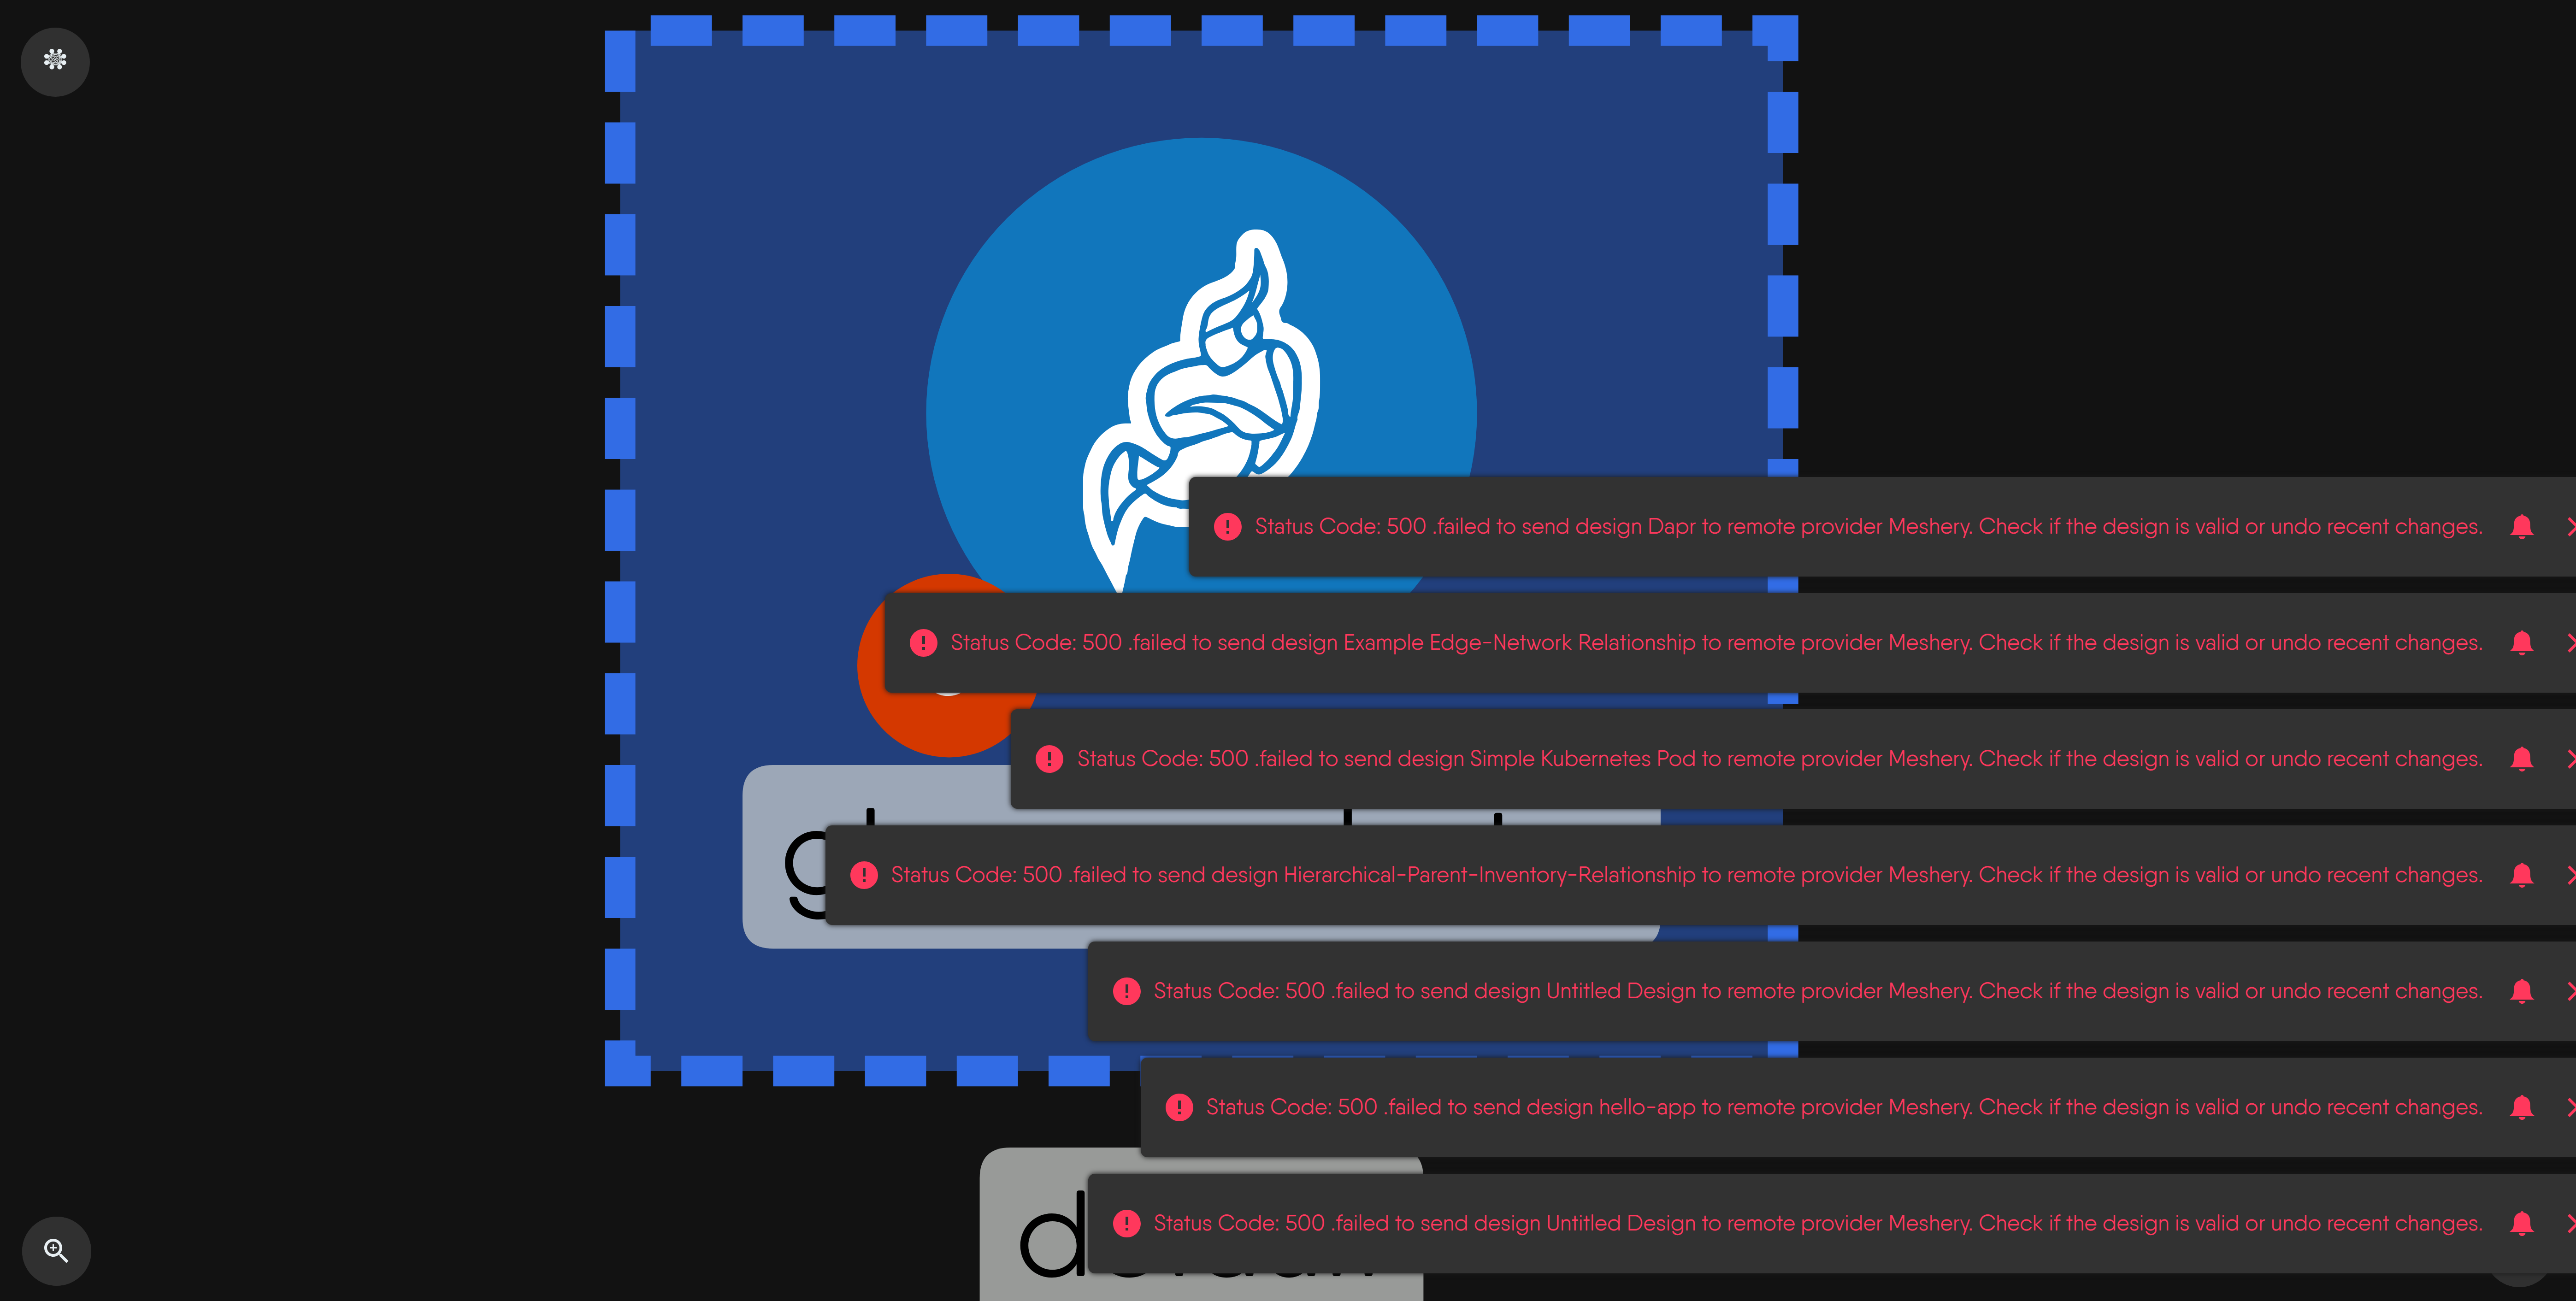 Status Code: 500 .failed to send design Dapr to remote provider Meshery. Check if the design is valid or undo recent changes.
Status Code: 500 .failed to send design Example Edge-Network Relationship to remote provider Meshery. Check if the design is valid or undo recent changes.
Status Code: 500 .failed to send design Simple Kubernetes Pod to remote provider Meshery. Check if the design is valid or undo recent changes.
Status Code: 500 .failed to send design Hierarchical-Parent-Inventory-Relationship to remote provider Meshery. Check if the design is valid or undo recent changes.
Status Code: 500 .failed to send design Untitled Design to remote provider Meshery. Check if the design is valid or undo recent changes.
Status Code: 500 .failed to send design hello-app to remote provider Meshery. Check if the design is valid or undo recent changes.
Status Code: 500 .failed to send design Untitled Design to remote provider Meshery. Check if the design is valid or undo recent changes.